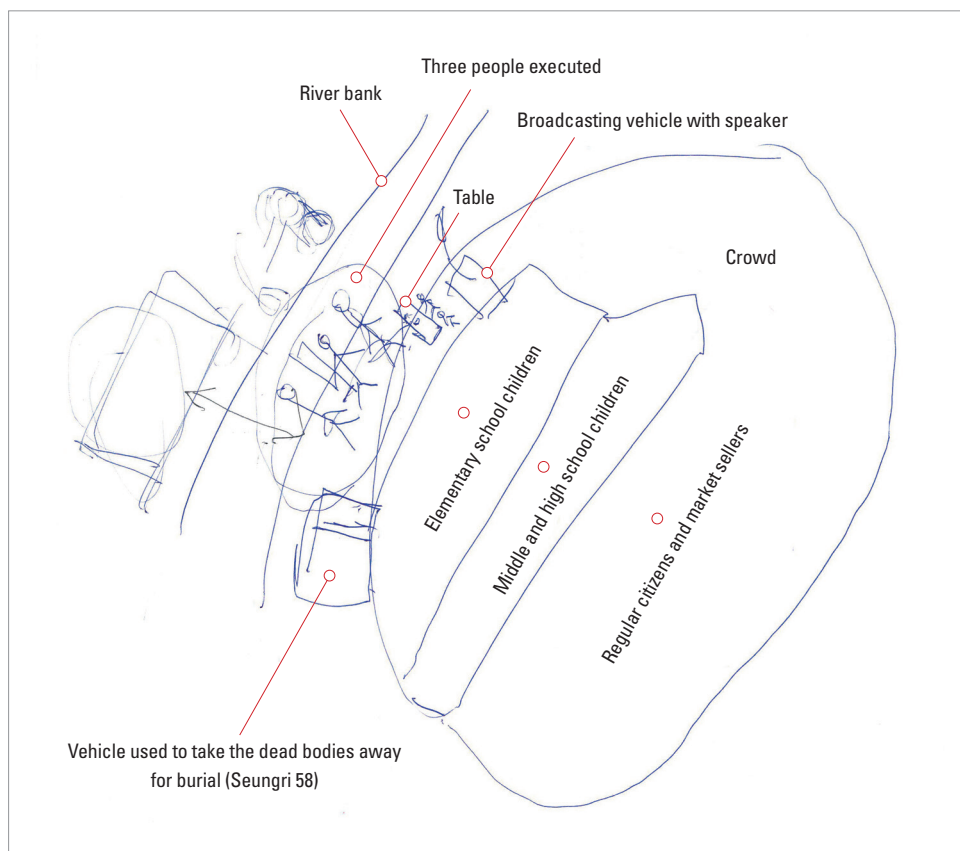 Three people executed
River bank
Broadcasting vehicle with speaker
Table
Crowd
Elementary school children
Middle and high school children
Regular citizens and market sellers
Vehicle used to take the dead bodies away
for burial (Seungri 58)